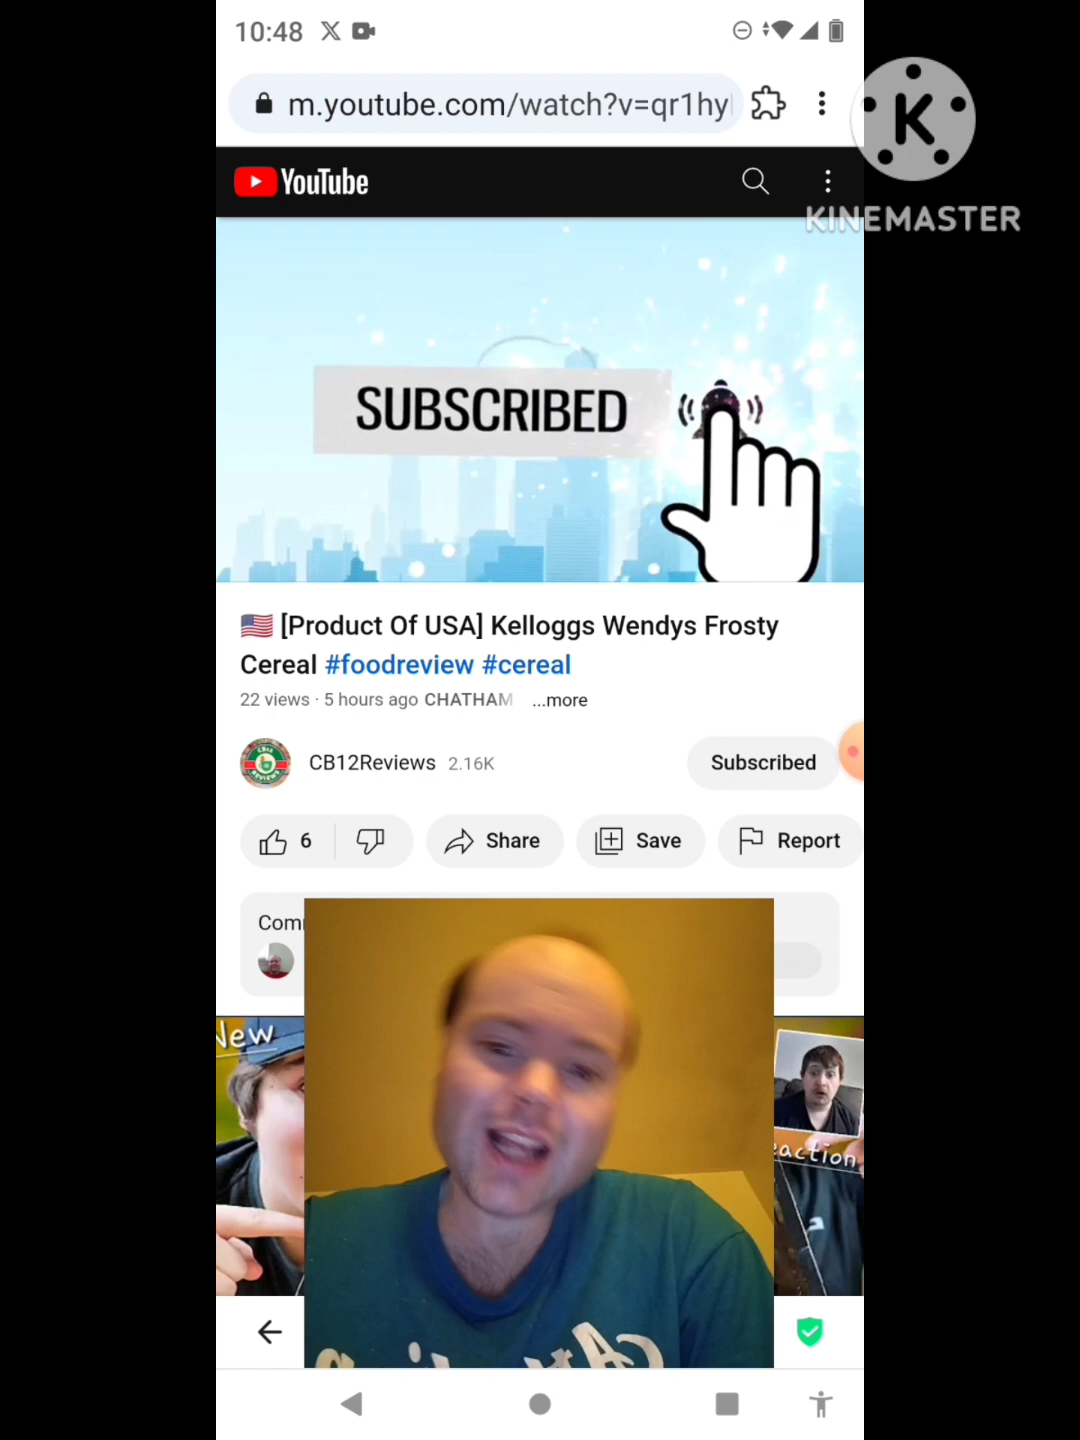 10:48
m.youtube.com/watch?v=qr1hy
K
KINEMASTER
YouTube
SUBSCRIBED
🇺🇸 [Product Of USA] Kelloggs Wendys Frosty
Cereal #foodreview #cereal
22 views · 5 hours ago CHATHAM ...more
CB12Reviews 2.16K
Subscribed
6
Share
Save
Report
Com
New
eaction